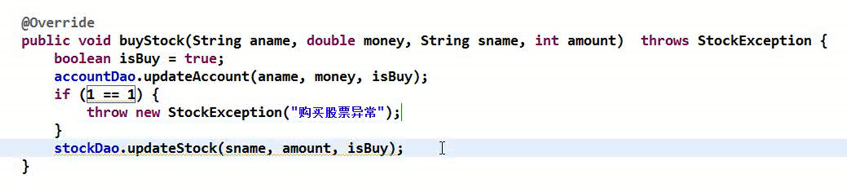 @Override
public void buyStock(String aname, double money, String sname, int amount)  throws StockException {
    boolean isBuy = true;
    accountDao.updateAccount(aname, money, isBuy);
    if (1 == 1) {
        throw new StockException("购买股票异常");
    }
    stockDao.updateStock(sname, amount, isBuy);
}